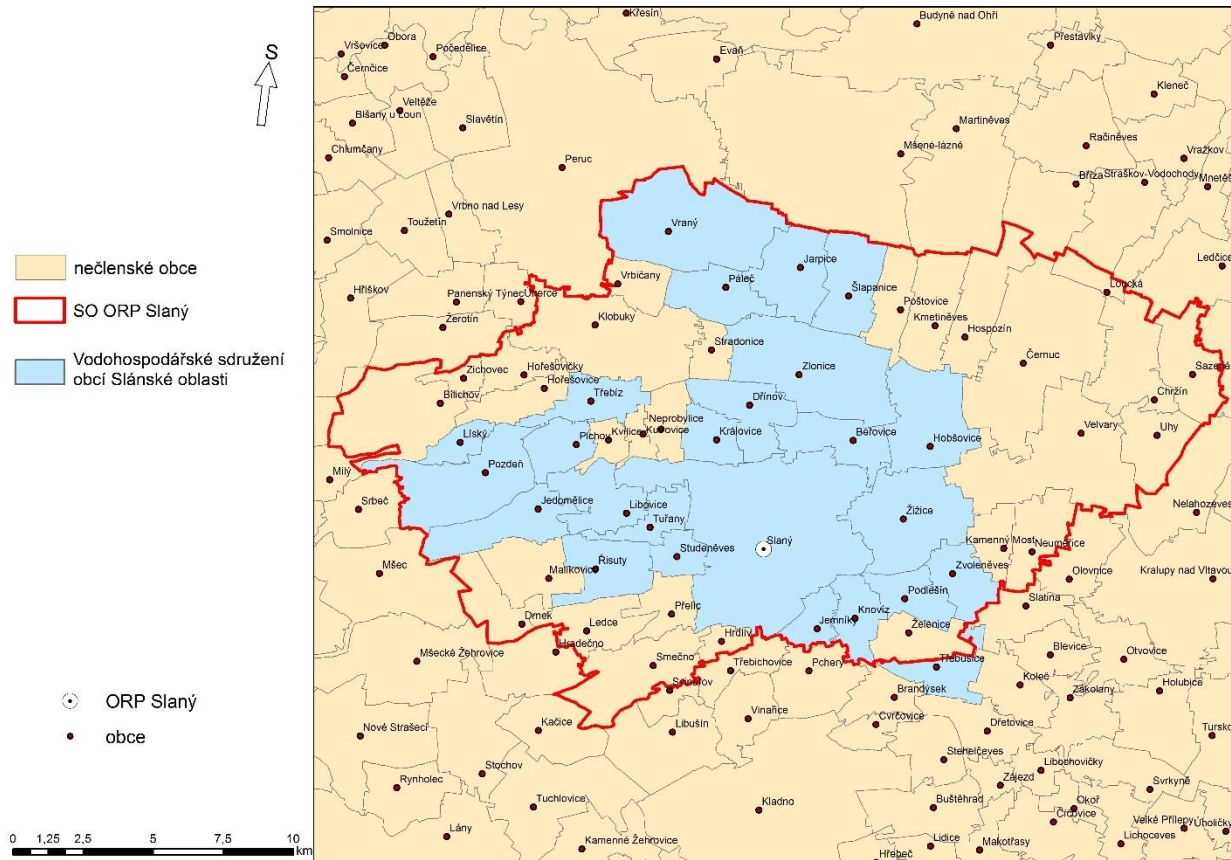 S
nečlenské obce
SO ORP Slaný
Vodohospodářské sdružení
obcí Slánské oblasti
ORP Slaný
obce
0 1,25 2,5 5 7,5 10
km
Křesín
Budyně nad Ohří
Obora
Vršovice
Počedělice
Evaň
Přestavlky
Černčice
Kleneč
Veltěže
Blšany u Loun
Slavětín
Martiněves
Račiněves
Chlumčany
Peruc
Mšené-lázně
Vražkov
Bříza
Straškov-Vodochody
Vrbno nad Lesy
Toužetín
Vraný
Smolnice
Jarpice
Ledčice
Vrbičany
Páleč
Šlapanice
Loucká
Hříškov
Panenský Týnec
Poštovice
Kmetiněves
Hospozín
Žerotín
Klobuky
Stradonice
Černuc
Zlonice
Sazená
Zichovec
Hořešovičky
Hořešovice
Bílichov
Třebíz
Dřínov
Chržín
Neprobylice
Líský
Plchov
Kvílice
Kutrovice
Královice
Beřovice
Hobšovice
Velvary
Uhy
Milý
Pozdeň
Srbeč
Jedomělice
Libovice
Tuřany
Žižice
Nelahozeves
Slaný
Kamenný Most
Neuměřice
Studeněves
Mšec
Malíkovice
Řisuty
Zvoleněves
Olovnice
Kralupy nad Vltavou
Podlešín
Slatina
Přelíc
Drnek
Ledce
Jemníky
Knovíz
Želenice
Hrdlív
Hradečno
Mšecké Žehrovice
Smečno
Třebichovice
Pchery
Třebusice
Blevice
Otvovice
Svinařov
Brandýsek
Koleč
Zákolany
Holubice
Vinařice
Kačice
Libušín
Cvrčovice
Dřetovice
Nové Strašecí
Tursko
Stehelčeves
Stochov
Libochovičky
Rynholec
Zájezd
Svrkyně
Tuchlovice
Kladno
Buštěhrad
Okoř
Číčovice
Velké Přílepy
Úholičky
Lány
Kamenné Žehrovice
Lidice
Makotřasy
Lichoceves
Hřebeč